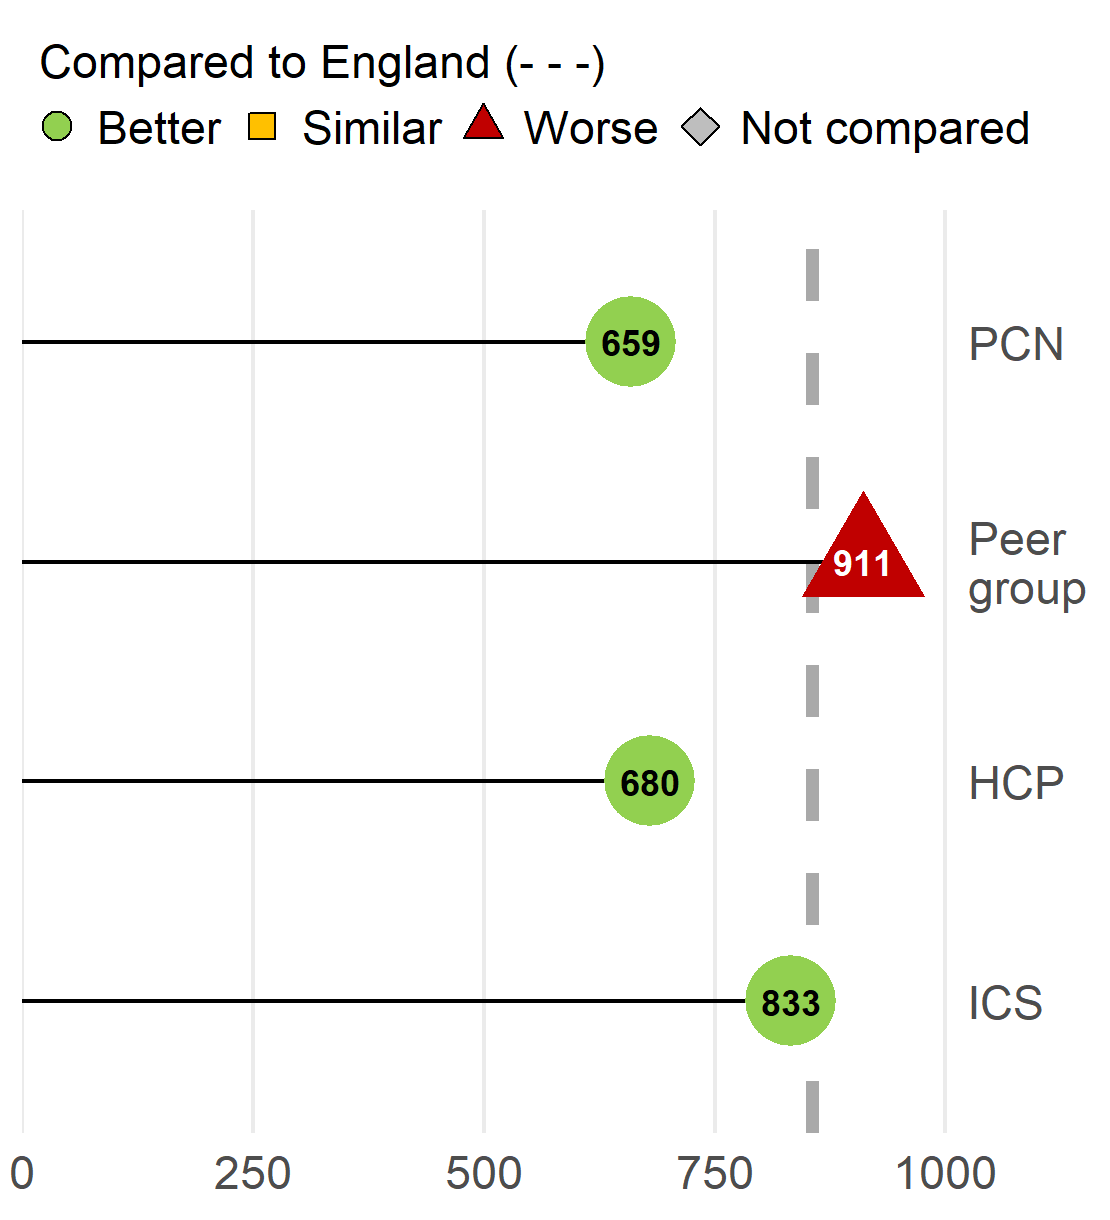 Compared to England (- - -)
Better Similar Worse Not compared
659 PCN
911 Peer
group
680 HCP
833 ICS
0 250 500 750 1000